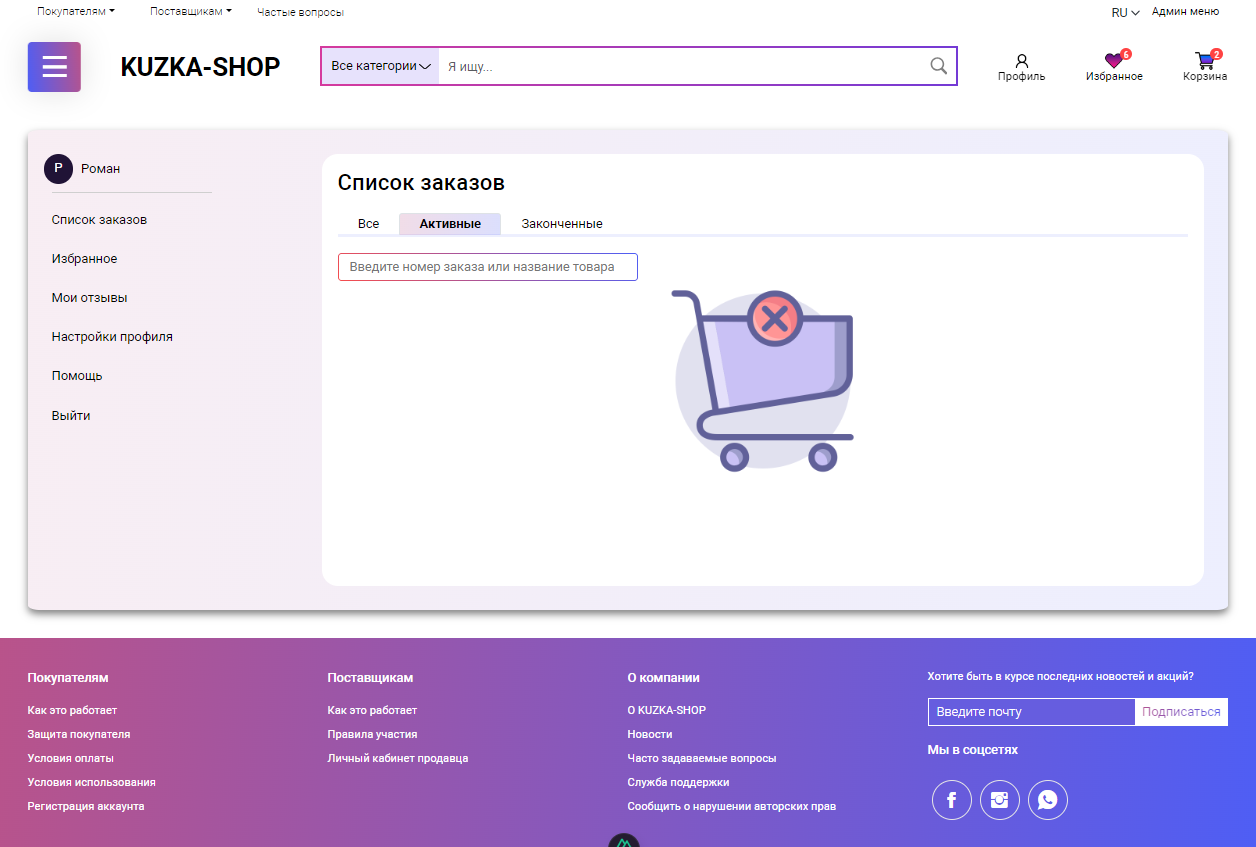 Покупателям
Поставщикам
Частые вопросы
RU
Админ меню
KUZKA-SHOP
Все категории
Я ищу...
Профиль
6
Избранное
2
Корзина
Р
Роман
Список заказов
Избранное
Мои отзывы
Настройки профиля
Помощь
Выйти
Список заказов
Все
Активные
Законченные
Введите номер заказа или название товара
Покупателям
Как это работает
Защита покупателя
Условия оплаты
Условия использования
Регистрация аккаунта
Поставщикам
Как это работает
Правила участия
Личный кабинет продавца
О компании
О KUZKA-SHOP
Новости
Часто задаваемые вопросы
Служба поддержки
Сообщить о нарушении авторских прав
Хотите быть в курсе последних новостей и акций?
Введите почту
Подписаться
Мы в соцсетях